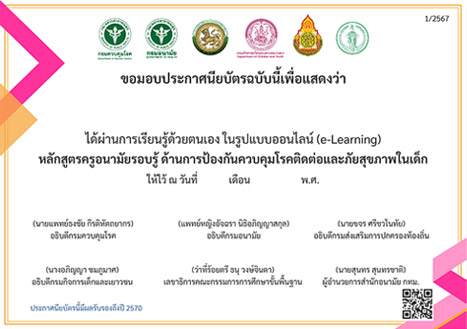 1/2567
กรมควบคุมโรค
กรมอนามัย
ขอมอบประกาศนียบัตรฉบับนี้เพื่อแสดงว่า
ได้ผ่านการเรียนรู้ด้วยตนเอง ในรูปแบบออนไลน์ (e-Learning)
หลักสูตรครูอนามัยรอบรู้ ด้านการป้องกันควบคุมโรคติดต่อและภัยสุขภาพในเด็ก
ให้ไว้ ณ วันที่ เดือน พ.ศ.
(นายแพทย์ธงชัย กีรติหัตถยากร) (แพทย์หญิงอัจฉรา นิธิอภิญญาสกุล) (นายขจร ศรีชวโนทัย)
อธิบดีกรมควบคุมโรค อธิบดีกรมอนามัย อธิบดีกรมส่งเสริมการปกครองท้องถิ่น
(นางอภิญญา ชมภูมาศ) (ว่าที่ร้อยตรี ธนุ วงษ์จินดา) (นายสุนทร สุนทรชาติ)
อธิบดีกรมกิจการเด็กและเยาวชน เลขาธิการคณะกรรมการการศึกษาขั้นพื้นฐาน ผู้อำนวยการสำนักอนามัย กทม.
ประกาศนียบัตรนี้มีผลรับรองถึงปี 2570